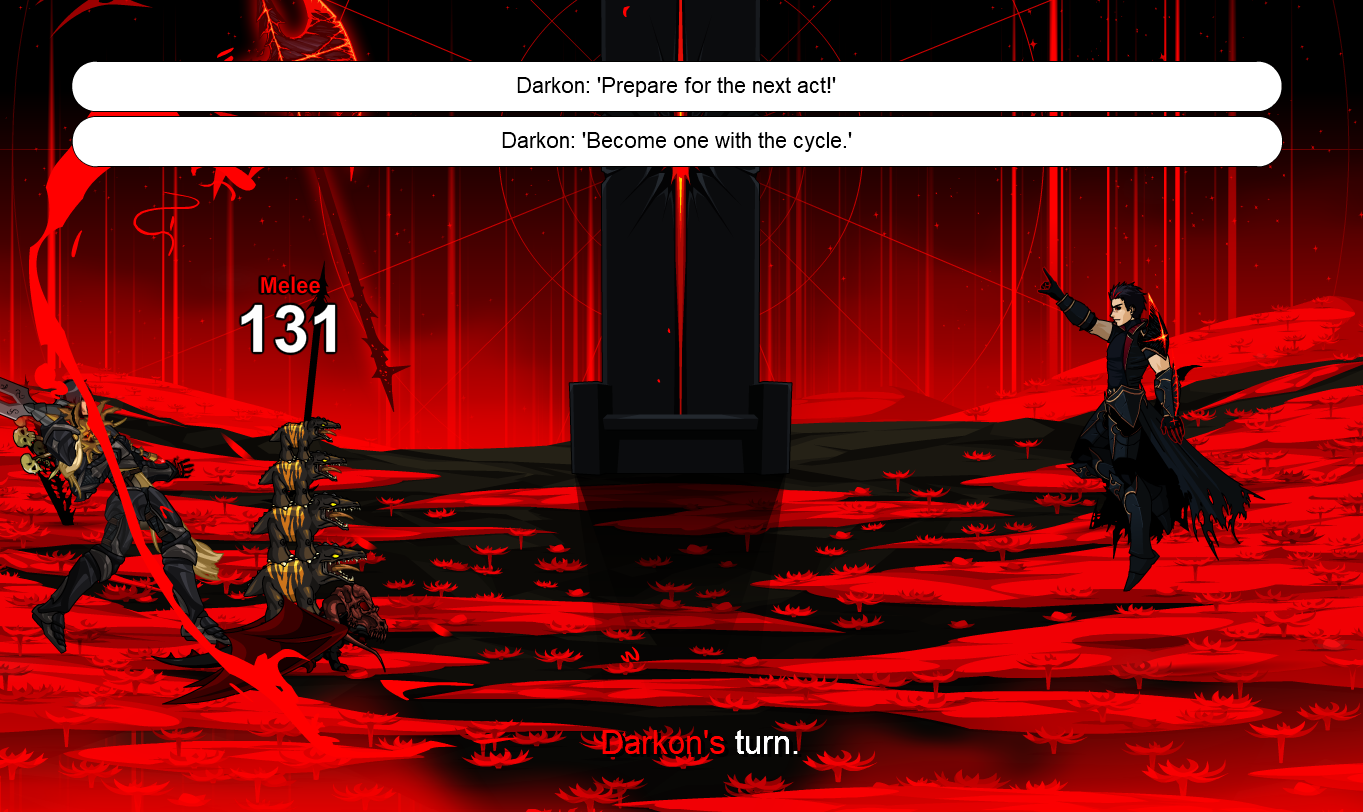 Darkon: 'Prepare for the next act!'
Darkon: 'Become one with the cycle.'
Melee
131
Darkon's turn.